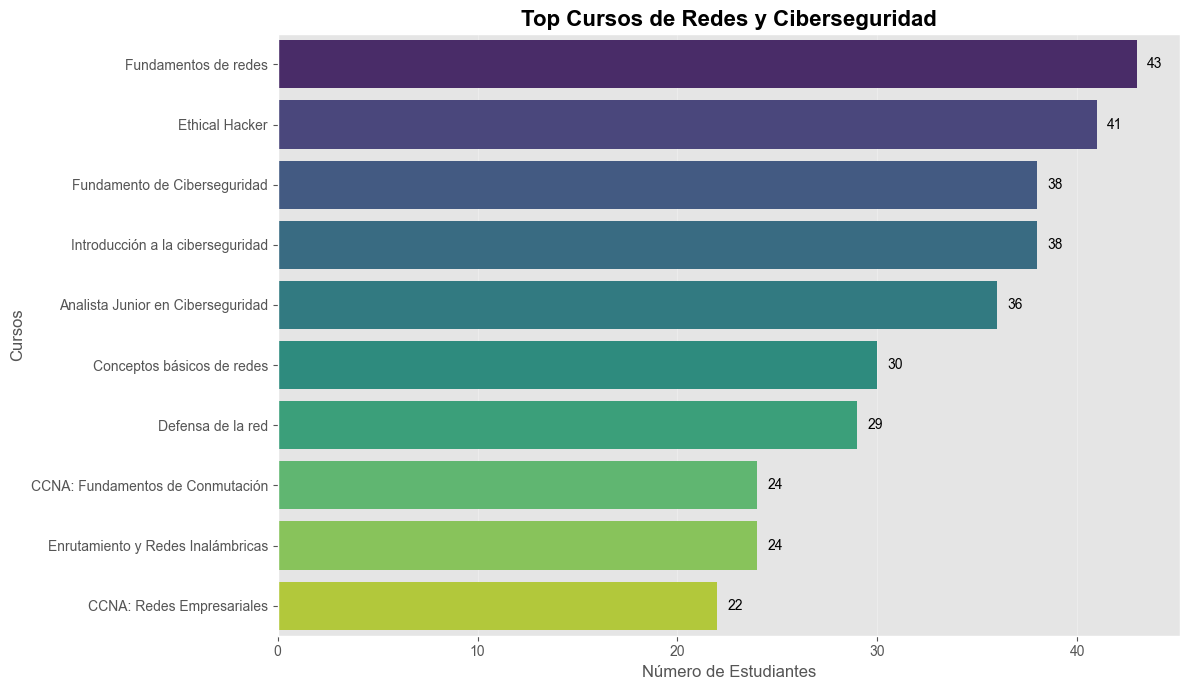 Top Cursos de Redes y Ciberseguridad
Fundamentos de redes
43
Ethical Hacker
41
Fundamento de Ciberseguridad
38
Introducción a la ciberseguridad
38
Analista Junior en Ciberseguridad
36
Conceptos básicos de redes
30
Defensa de la red
29
CCNA: Fundamentos de Conmutación
24
Enrutamiento y Redes Inalámbricas
24
CCNA: Redes Empresariales
22
Cursos
0 10 20 30 40
Número de Estudiantes